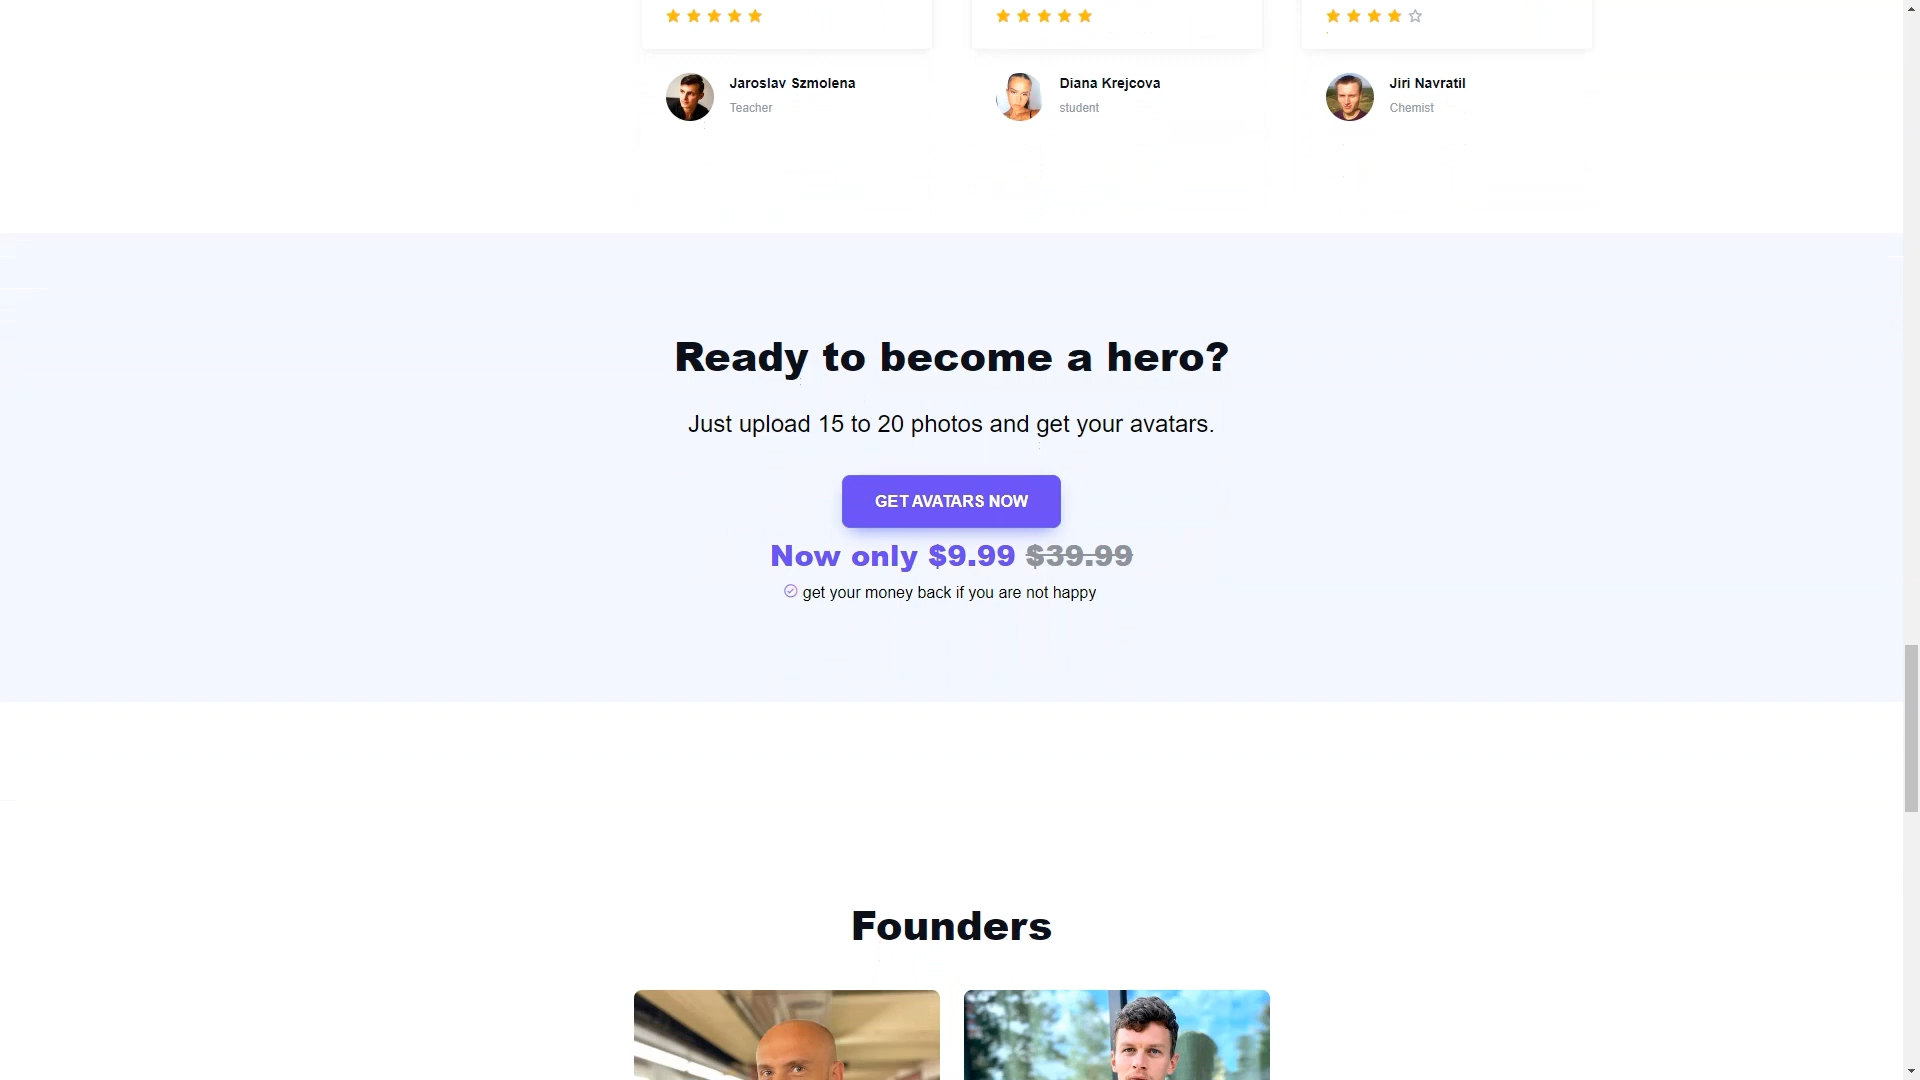 Jaroslav Szmolena
Teacher
Diana Krejcova
student
Jiri Navratil
Chemist
Ready to become a hero?
Just upload 15 to 20 photos and get your avatars.
GET AVATARS NOW
Now only $9.99 $39.99
get your money back if you are not happy
Founders